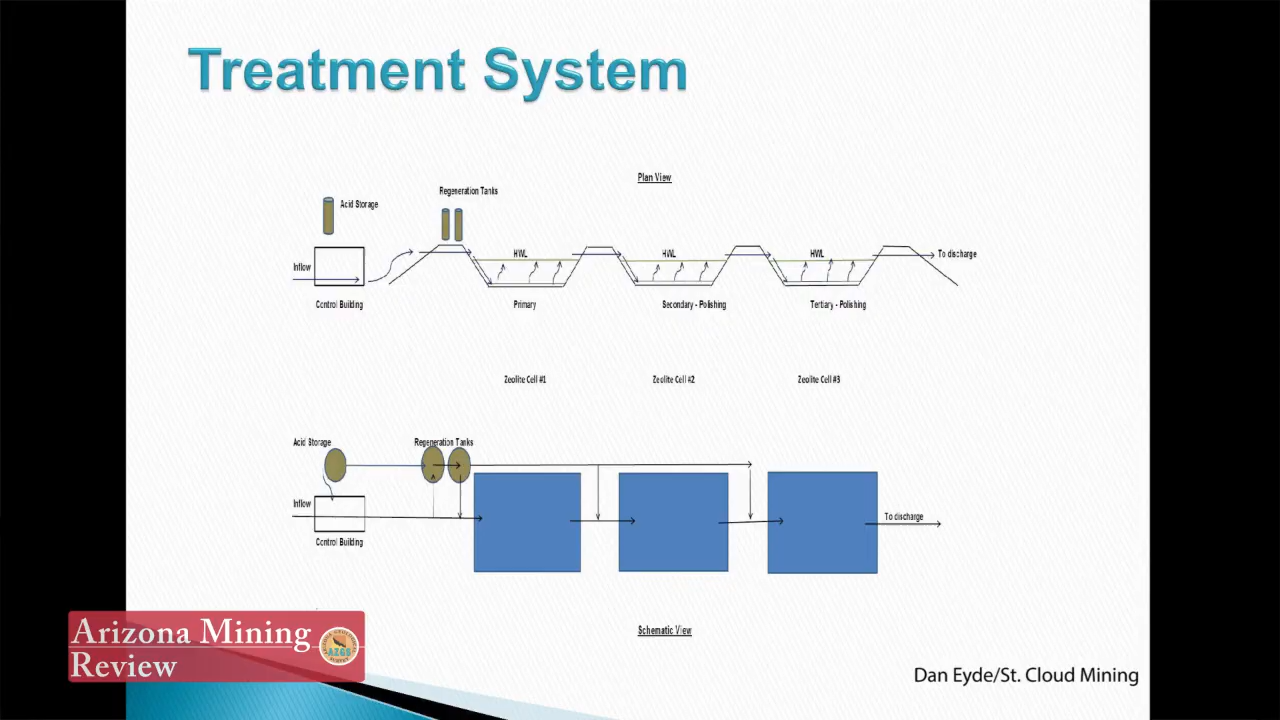 Treatment System
Plan View
Regeneration Tanks
Acid Storage
HWL
HWL
HWL
To discharge
Inflow
Control Building
Primary
Secondary - Polishing
Tertiary - Polishing
Zeolite Cell #1
Zeolite Cell #2
Zeolite Cell #3
Acid Storage
Regeneration Tanks
Inflow
To discharge
Control Building
Schematic View
Arizona Mining
Review
AZGS
Dan Eyde/St. Cloud Mining